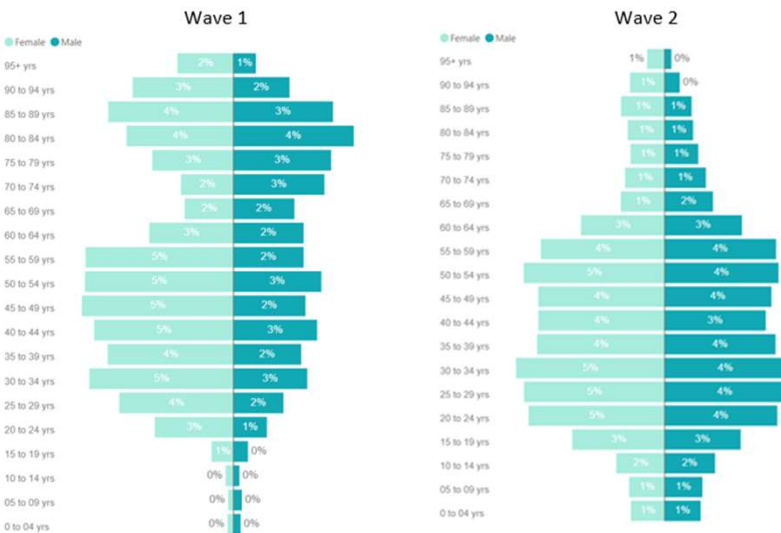 Wave 1
Female Male
95+ yrs 2% 1%
90 to 94 yrs 3% 2%
85 to 89 yrs 4% 3%
80 to 84 yrs 4% 4%
75 to 79 yrs 3% 3%
70 to 74 yrs 2% 3%
65 to 69 yrs 2% 2%
60 to 64 yrs 3% 2%
55 to 59 yrs 5% 2%
50 to 54 yrs 5% 3%
45 to 49 yrs 5% 2%
40 to 44 yrs 5% 3%
35 to 39 yrs 4% 2%
30 to 34 yrs 5% 3%
25 to 29 yrs 4% 2%
20 to 24 yrs 3% 1%
15 to 19 yrs 1% 0%
10 to 14 yrs 0% 0%
05 to 09 yrs 0% 0%
0 to 04 yrs 0% 0%
Wave 2
Female Male
95+ yrs 1% 0%
90 to 94 yrs 1% 0%
85 to 89 yrs 1% 1%
80 to 84 yrs 1% 1%
75 to 79 yrs 1% 1%
70 to 74 yrs 1% 1%
65 to 69 yrs 1% 2%
60 to 64 yrs 3% 3%
55 to 59 yrs 4% 4%
50 to 54 yrs 5% 4%
45 to 49 yrs 4% 4%
40 to 44 yrs 4% 3%
35 to 39 yrs 4% 4%
30 to 34 yrs 5% 4%
25 to 29 yrs 5% 4%
20 to 24 yrs 5% 4%
15 to 19 yrs 3% 3%
10 to 14 yrs 2% 2%
05 to 09 yrs 1% 1%
0 to 04 yrs 1% 1%